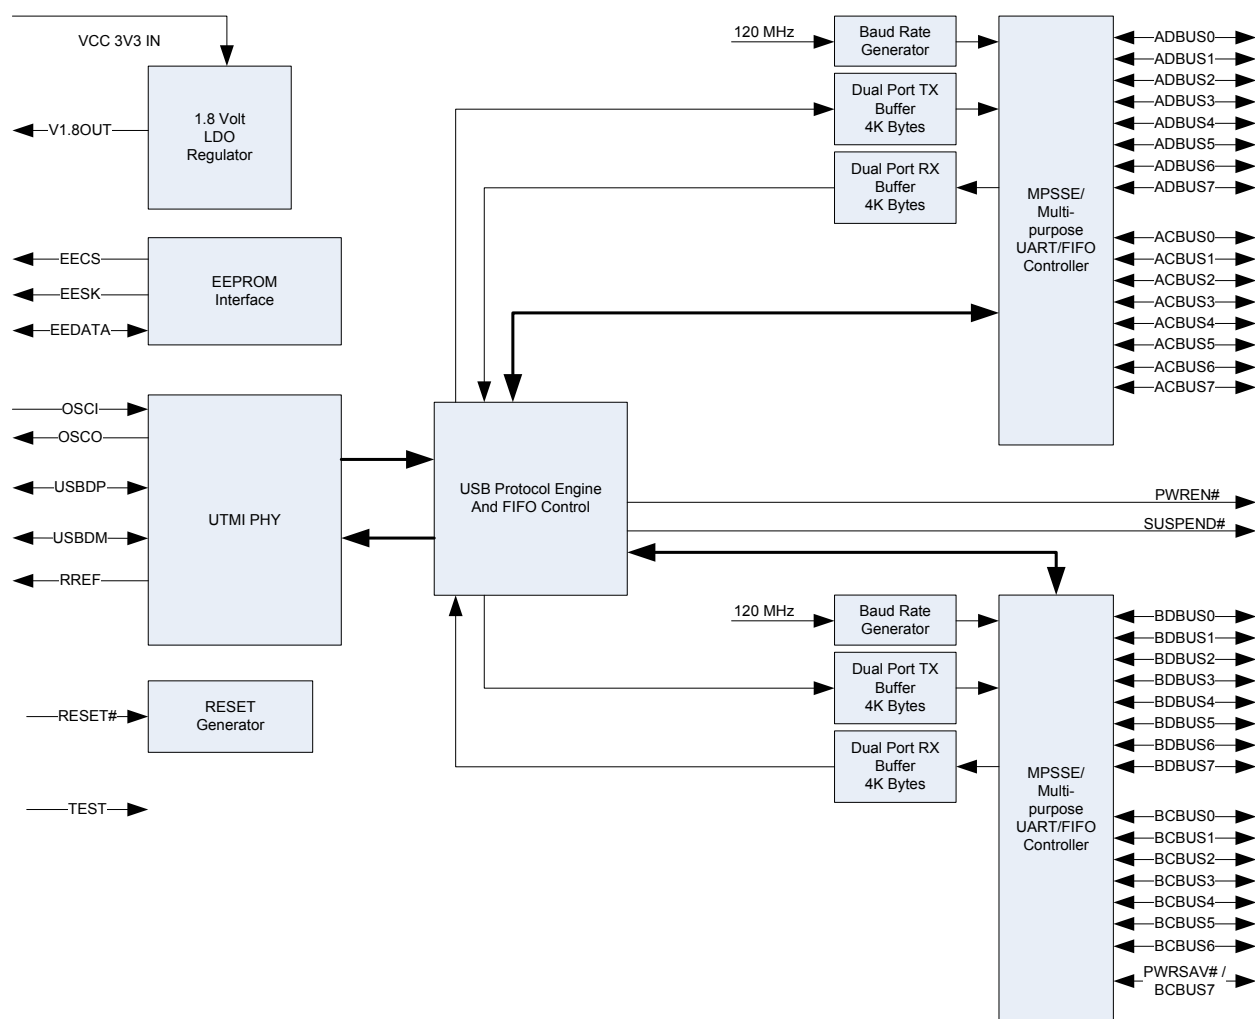 VCC 3V3 IN
1.8 Volt
LDO
Regulator
V1.8OUT
EECS
EESK
EEDATA
EEPROM
Interface
OSCI
OSCO
USBDP
USBDM
RREF
UTMI PHY
RESET#
RESET
Generator
TEST
USB Protocol Engine
And FIFO Control
120 MHz
Baud Rate
Generator
Dual Port TX
Buffer
4K Bytes
Dual Port RX
Buffer
4K Bytes
MPSSE/
Multi-
purpose
UART/FIFO
Controller
ADBUS0
ADBUS1
ADBUS2
ADBUS3
ADBUS4
ADBUS5
ADBUS6
ADBUS7
ACBUS0
ACBUS1
ACBUS2
ACBUS3
ACBUS4
ACBUS5
ACBUS6
ACBUS7
PWREN#
SUSPEND#
120 MHz
Baud Rate
Generator
Dual Port TX
Buffer
4K Bytes
Dual Port RX
Buffer
4K Bytes
MPSSE/
Multi-
purpose
UART/FIFO
Controller
BDBUS0
BDBUS1
BDBUS2
BDBUS3
BDBUS4
BDBUS5
BDBUS6
BDBUS7
BCBUS0
BCBUS1
BCBUS2
BCBUS3
BCBUS4
BCBUS5
BCBUS6
PWRSAV# /
BCBUS7